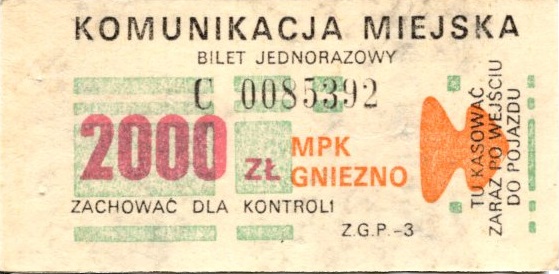 KOMUNIKACJA MIEJSKA
BILET JEDNORAZOWY
C 0085392
2000 ZŁ
MPK
GNIEZNO
ZACHOWAĆ DLA KONTROLI
Z.G.P.-3
TU KASOWAĆ
ZARAZ PO WEJŚCIU
DO POJAZDU